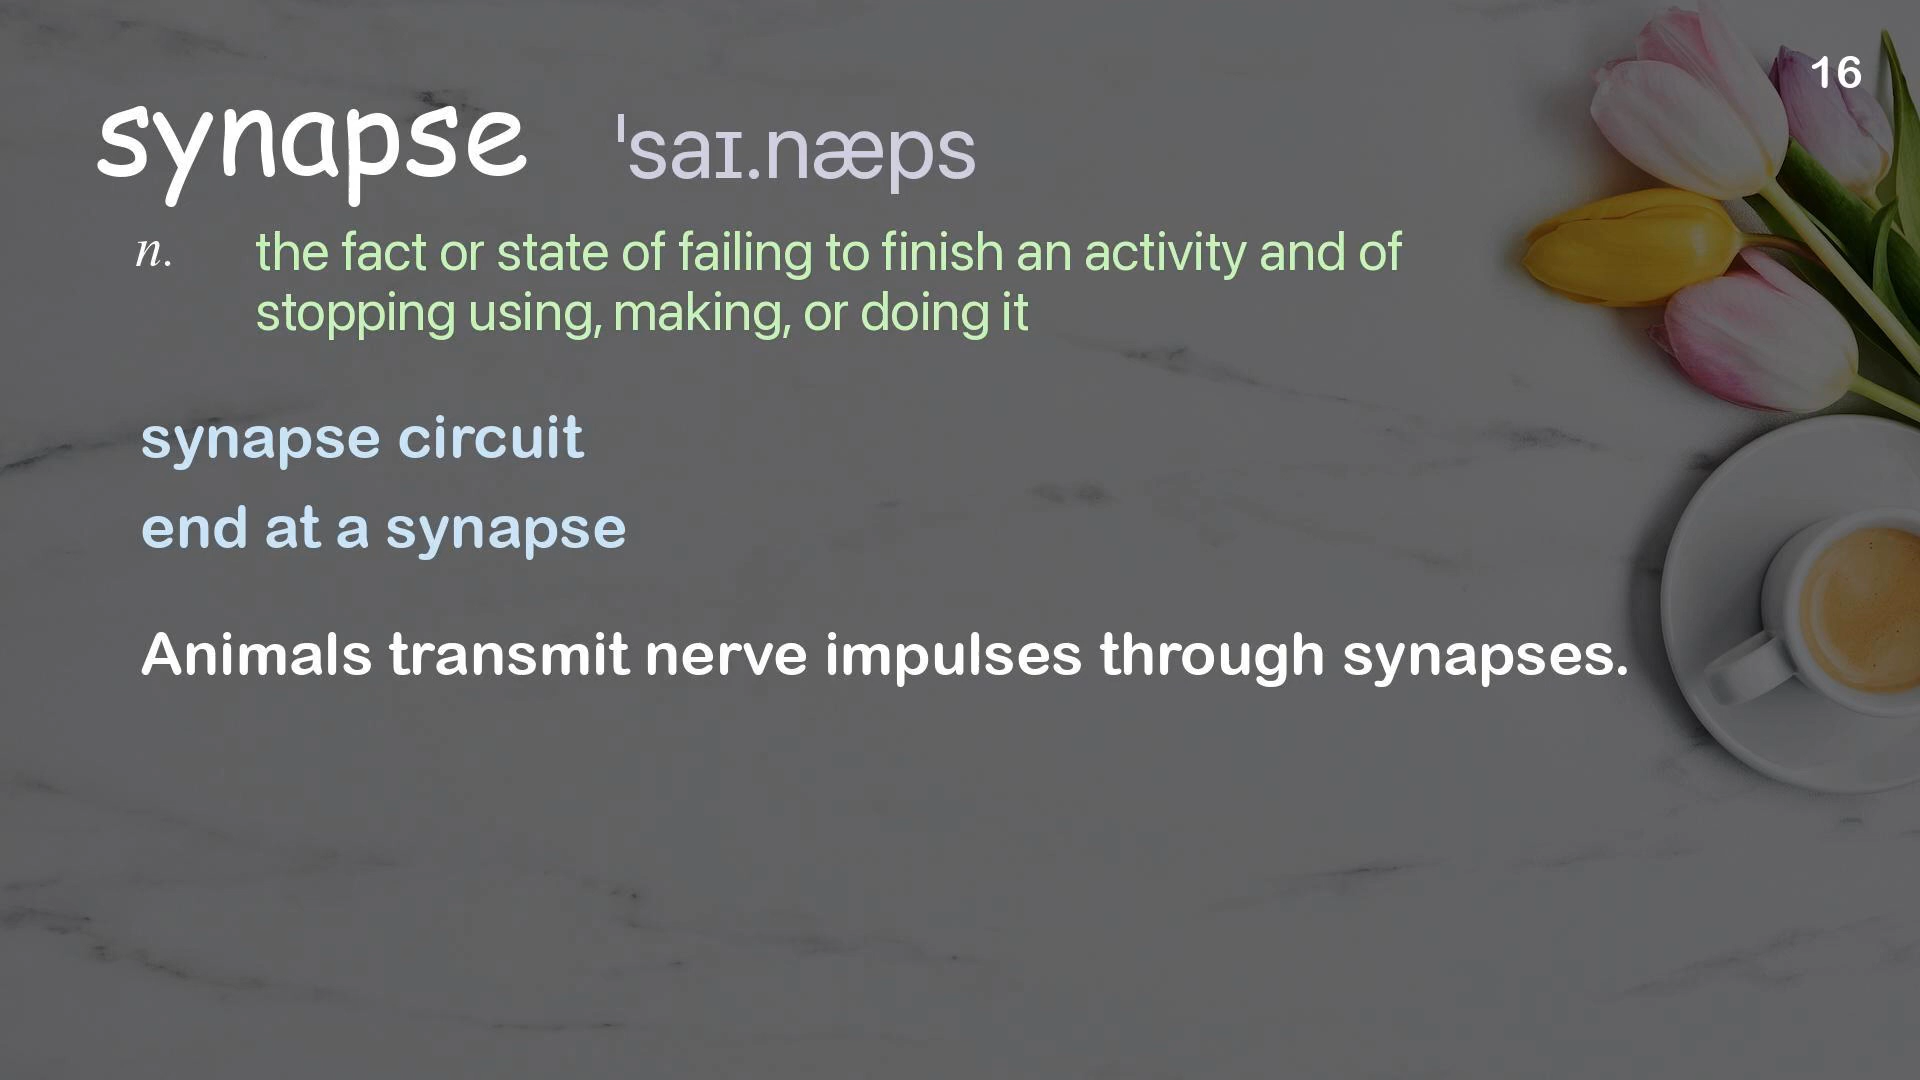 16
synapse ˈsaɪ.næps
n. the fact or state of failing to finish an activity and of
stopping using, making, or doing it
synapse circuit
end at a synapse
Animals transmit nerve impulses through synapses.